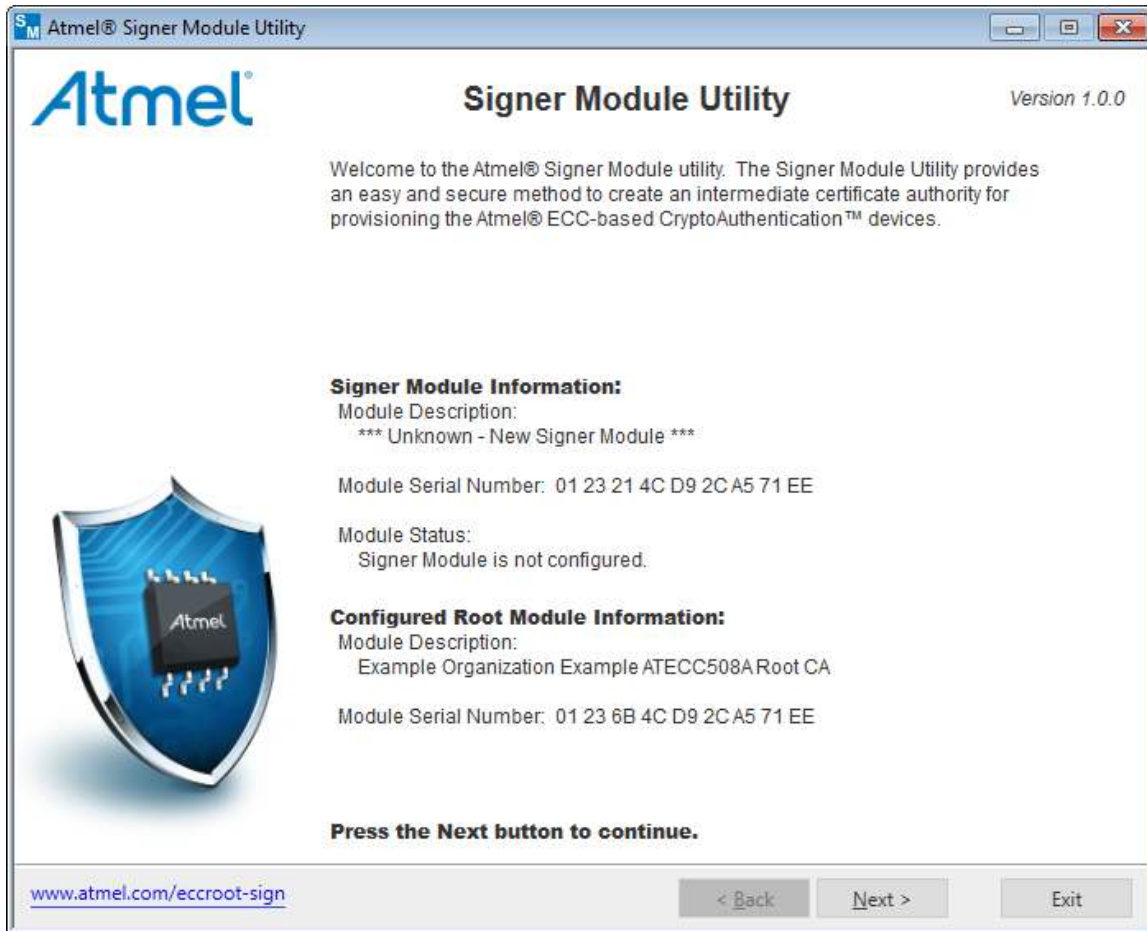 SM Atmel® Signer Module Utility
Atmel®
Signer Module Utility
Version 1.0.0
Welcome to the Atmel® Signer Module utility. The Signer Module Utility provides
an easy and secure method to create an intermediate certificate authority for
provisioning the Atmel® ECC-based CryptoAuthentication™ devices.
Signer Module Information:
Module Description:
*** Unknown - New Signer Module ***
Module Serial Number: 01 23 21 4C D9 2C A5 71 EE
Module Status:
Signer Module is not configured.
Atmel
Configured Root Module Information:
Module Description:
Example Organization Example ATECC508A Root CA
Module Serial Number: 01 23 6B 4C D9 2C A5 71 EE
Press the Next button to continue.
www.atmel.com/eccroot-sign
< Back
Next >
Exit